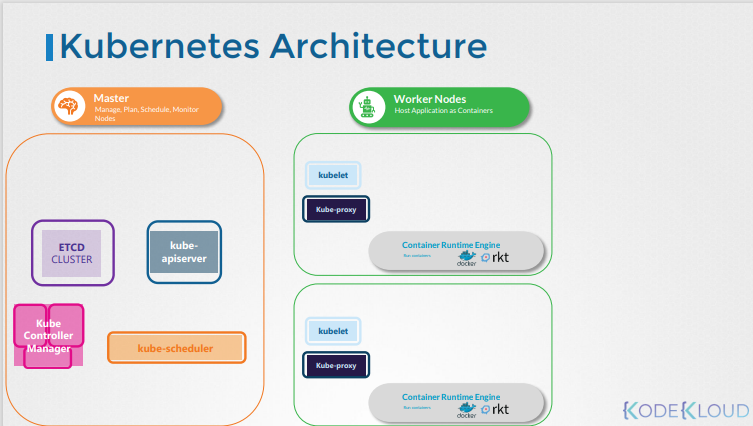 Kubernetes Architecture
Master
Manage, Plan, Schedule, Monitor
Nodes
Worker Nodes
Host Application as Containers
ETCD
CLUSTER
kube-
apiserver
Kube
Controller
Manager
kube-scheduler
kubelet
Kube-proxy
Container Runtime Engine
Run containers
docker
rkt
kubelet
Kube-proxy
Container Runtime Engine
Run containers
docker
rkt
KODEKLOUD